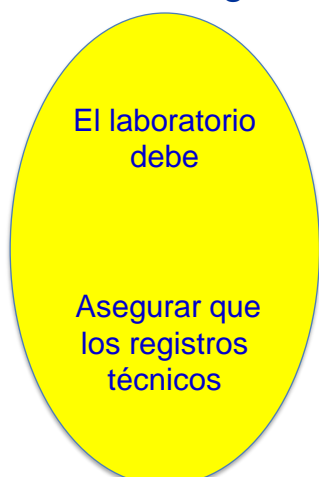 El laboratorio
debe
Asegurar que
los registros
técnicos